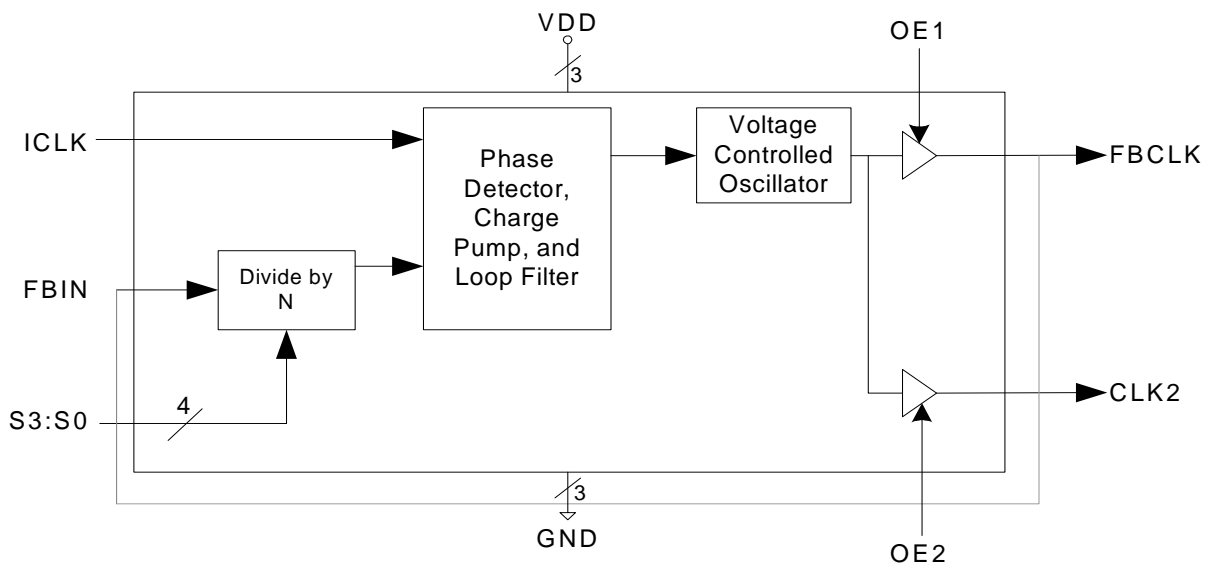 VDD
3
OE1
ICLK
Phase
Detector,
Charge
Pump, and
Loop Filter
Voltage
Controlled
Oscillator
FBCLK
FBIN
Divide by
N
S3:S0
4
CLK2
3
GND
OE2